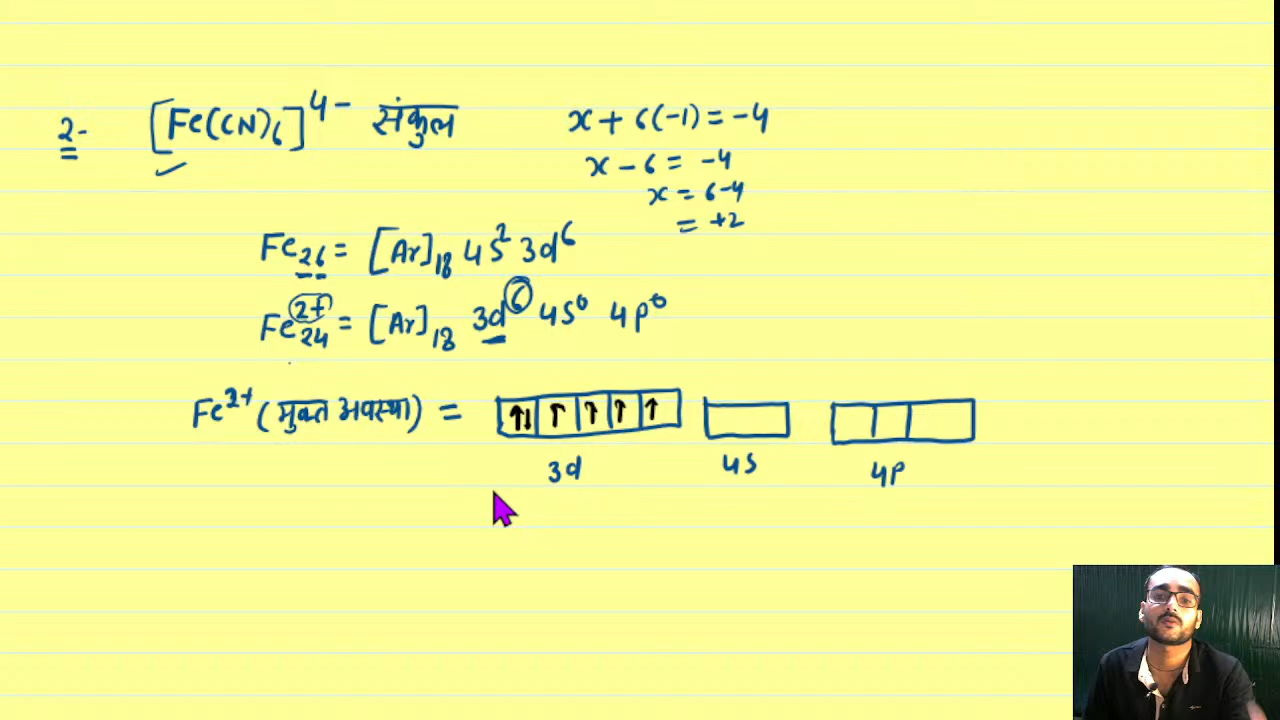 2- [Fe(CN)6]⁴⁻ संकुल
x + 6(-1) = -4
x - 6 = -4
x = 6-4
= +2
Fe₂₆ = [Ar]₁₈ 4s² 3d⁶
Fe²⁺₂₄ = [Ar]₁₈ 3d⁶ 4s⁰ 4p⁰
Fe²⁺ (मुक्त अवस्था) = ↑↓ ↑ ↑ ↑ ↑
3d 4s 4p